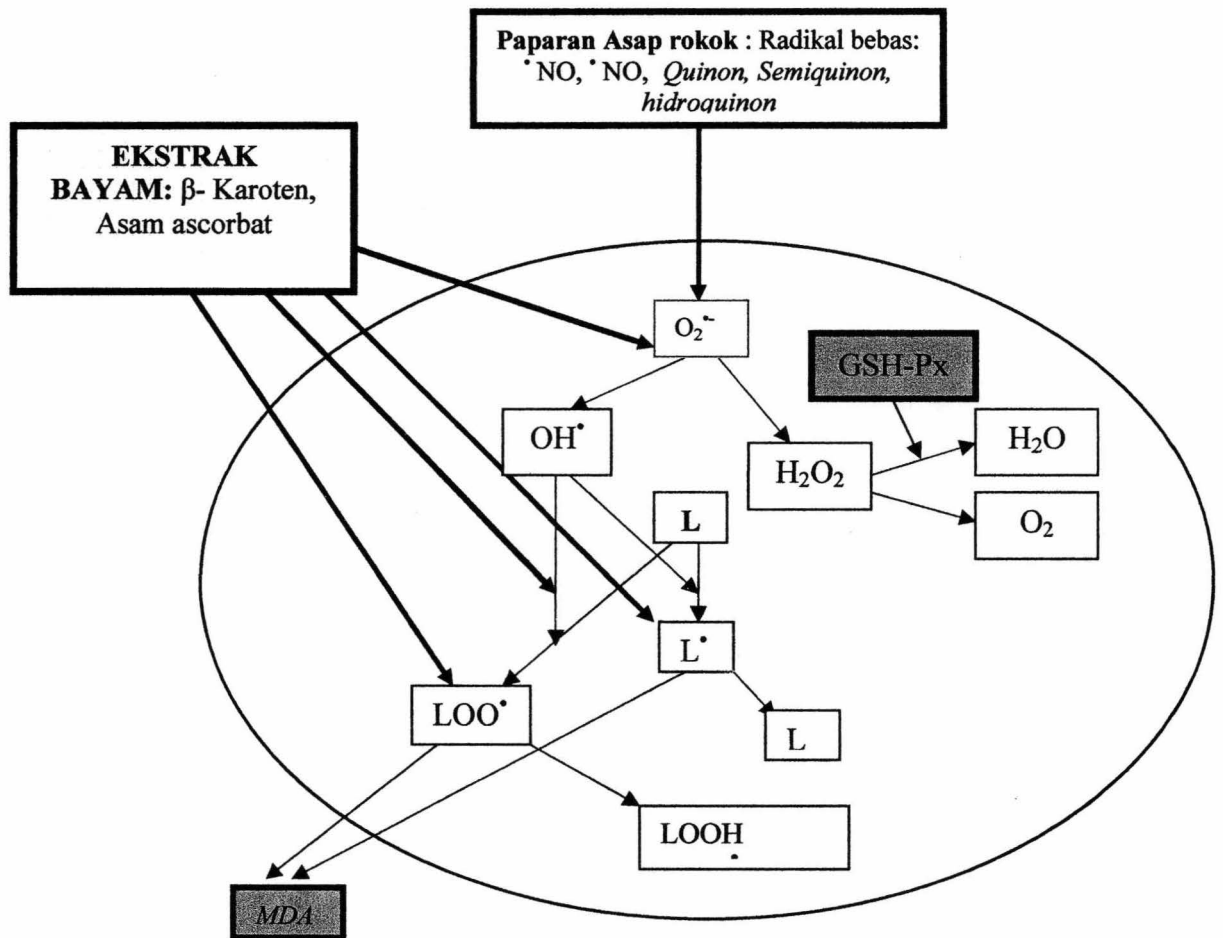 Paparan Asap rokok : Radikal bebas:
•NO, •NO, Quinon, Semiquinon,
hidroquinon
EKSTRAK
BAYAM: β- Karoten,
Asam ascorbat
O₂•-
GSH-Px
OH•
H₂O₂
H₂O
L
O₂
L•
LOO•
L
LOOH
•
MDA